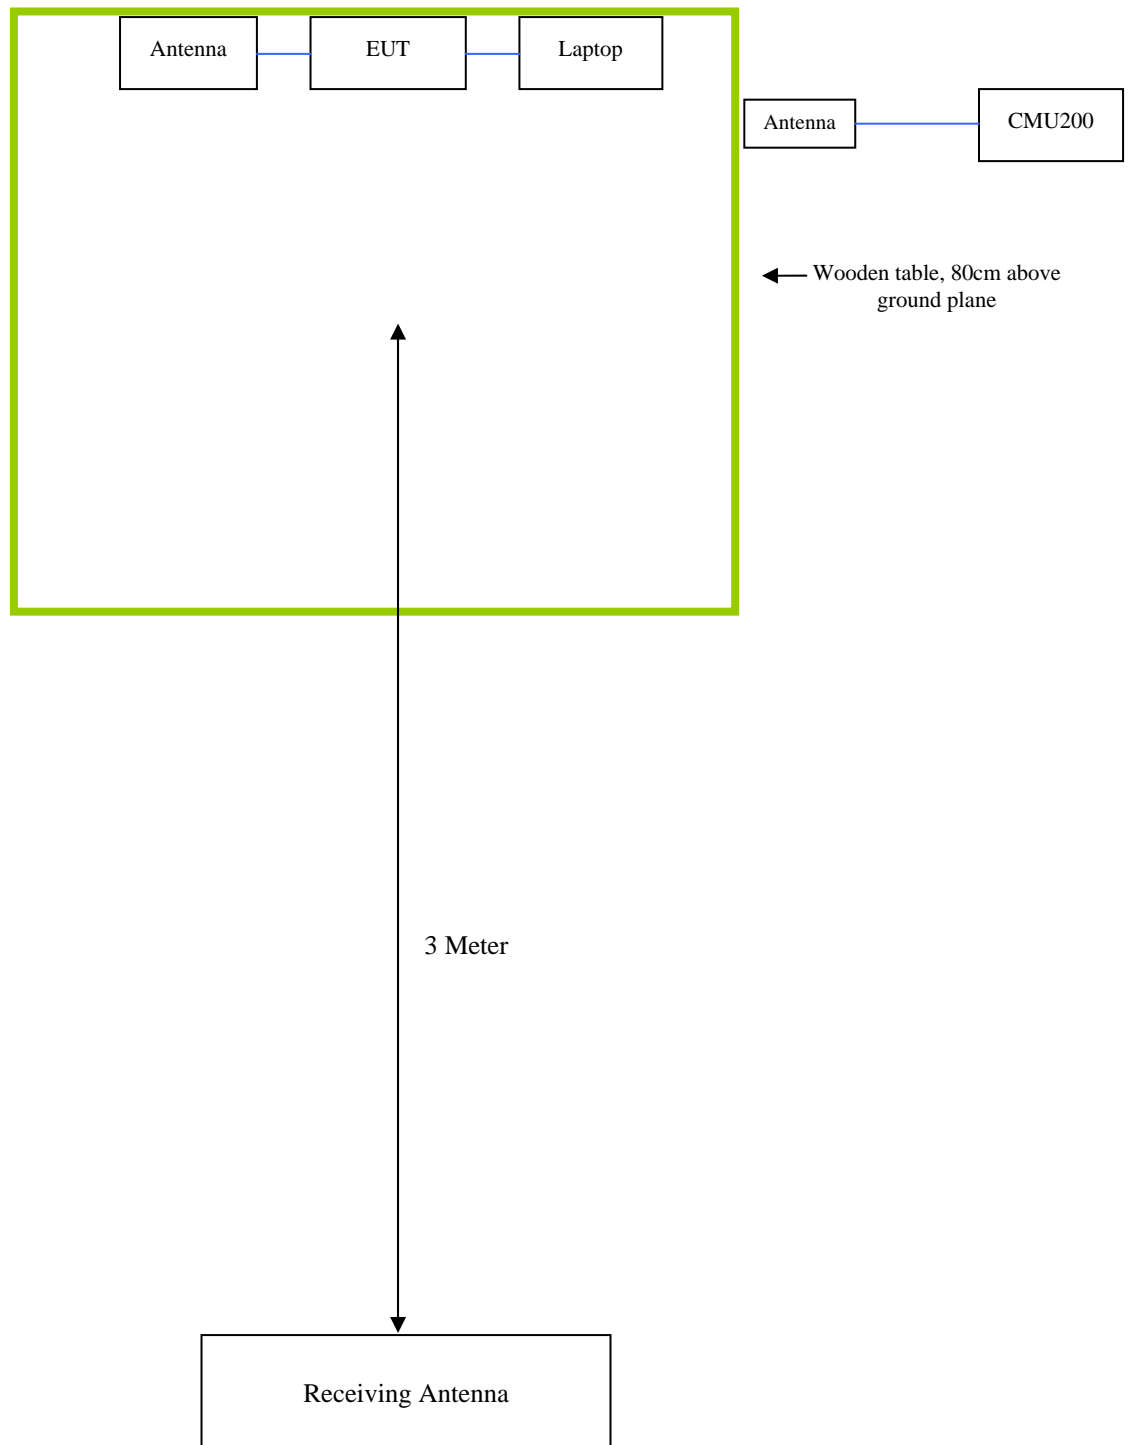 Antenna
EUT
Laptop
Antenna
CMU200
Wooden table, 80cm above
ground plane
3 Meter
Receiving Antenna